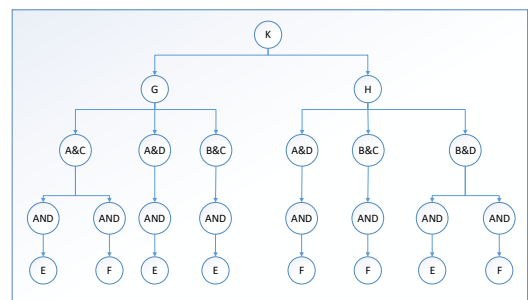 K
G H
A&C A&D B&C A&D B&C B&D
AND AND AND AND AND AND AND AND
E F E E F F E F